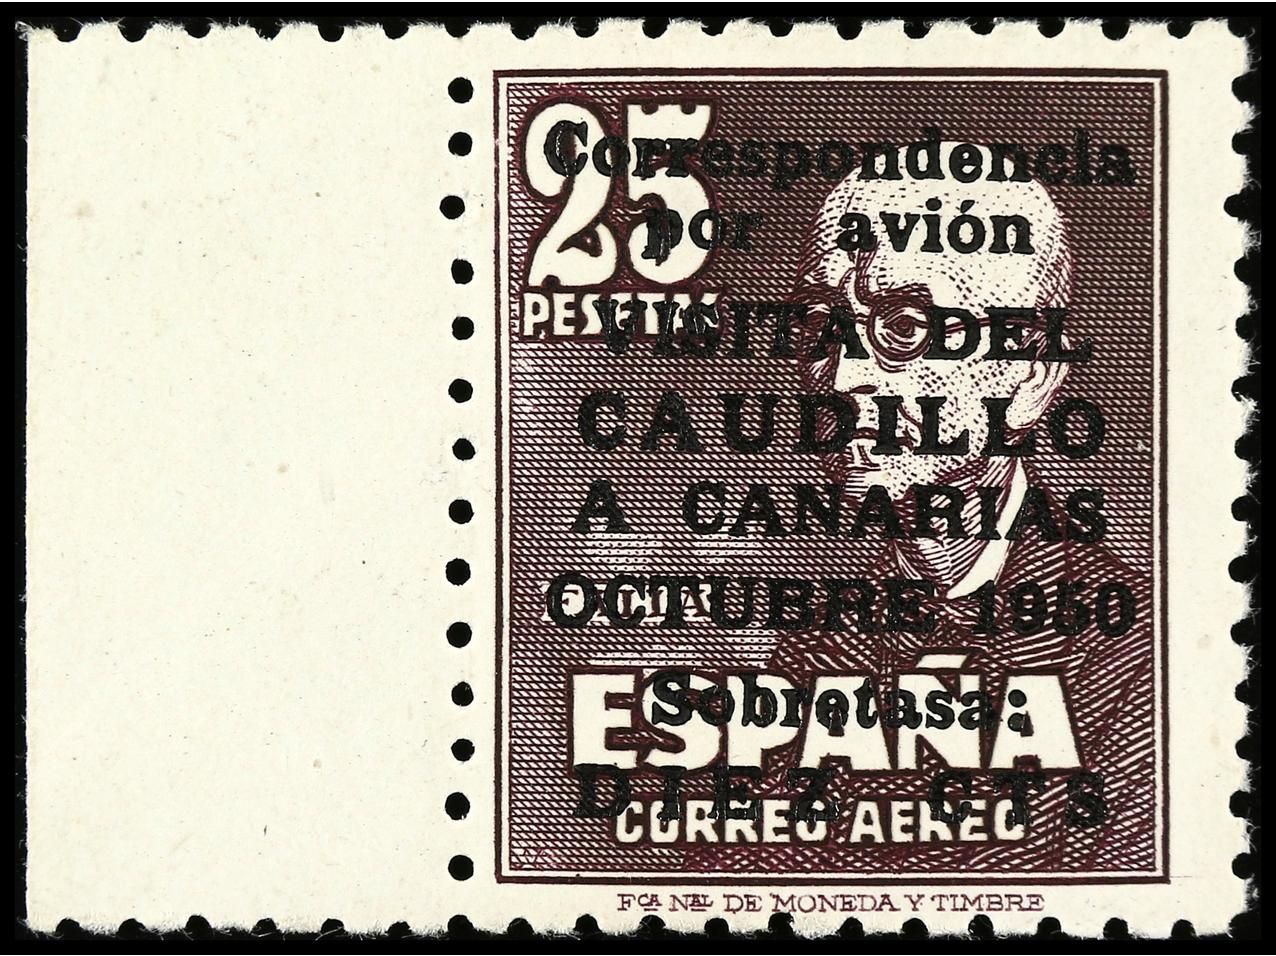 25
PESETAS
Correspondencia
por avión
VISITA DEL
CAUDILLO
A CANARIAS
OCTUBRE 1950
Sobretasa:
DIEZ CTS
FALLA
ESPAÑA
CORREO AEREO
FCA NAL DE MONEDA Y TIMBRE